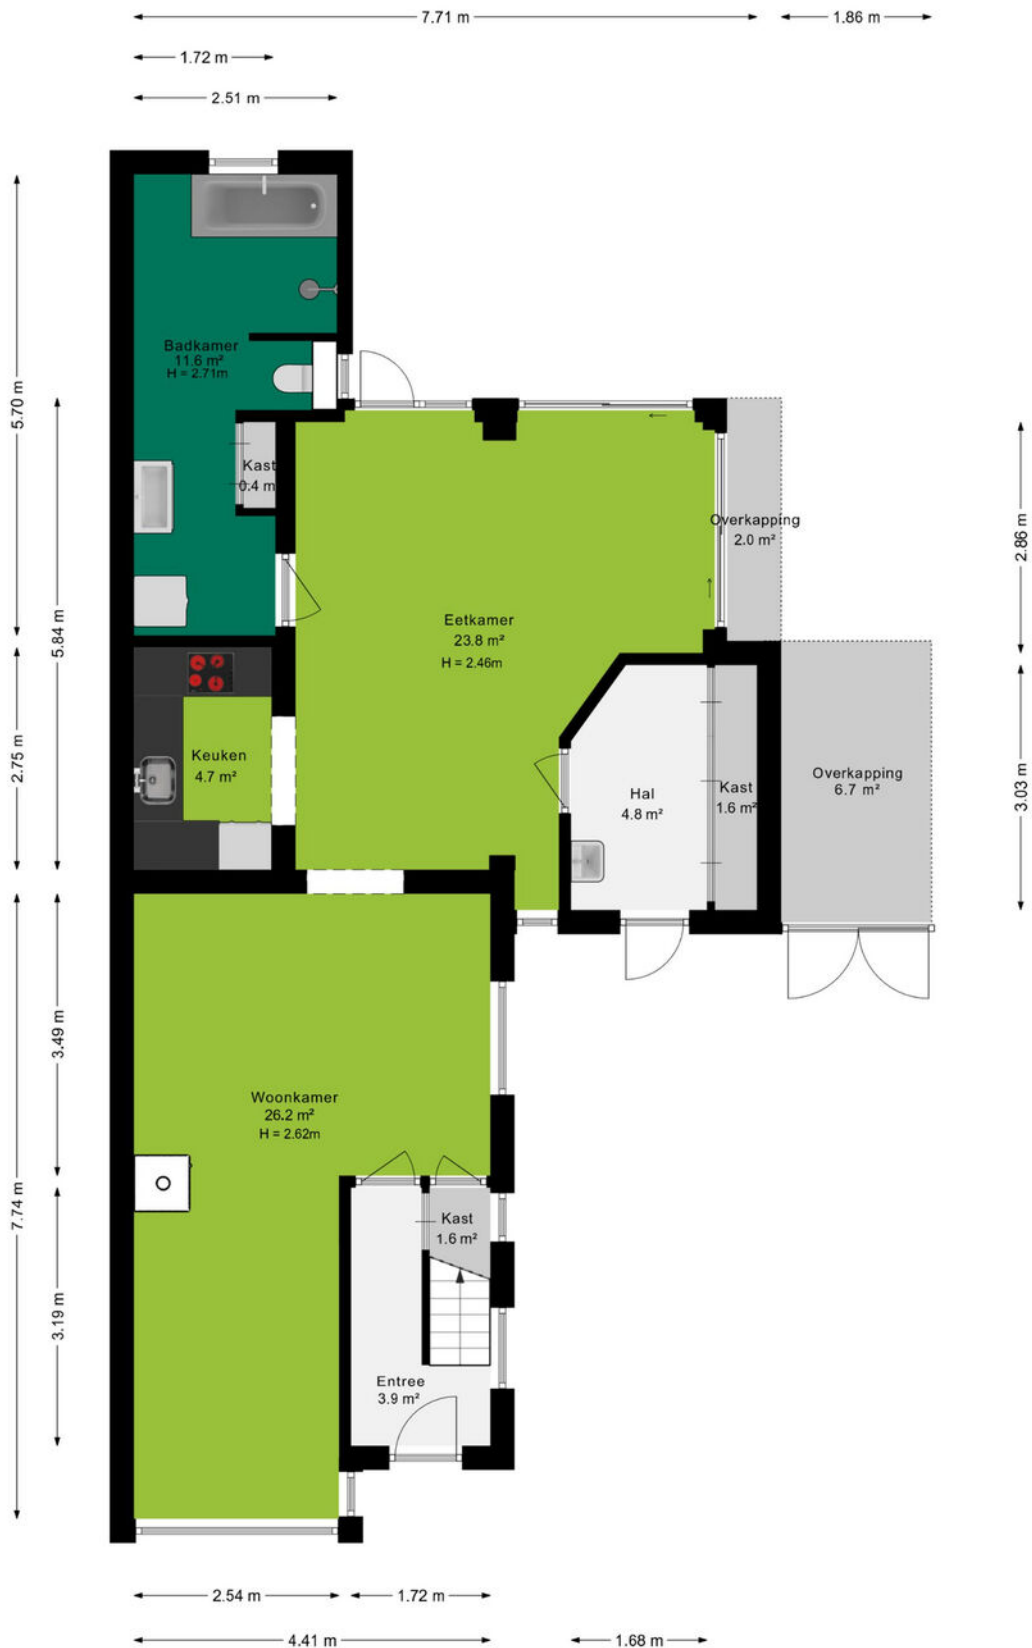 7.71 m
1.86 m
1.72 m
2.51 m
5.70 m
5.84 m
2.75 m
3.49 m
7.74 m
3.19 m
2.86 m
3.03 m
Badkamer
11.6 m²
H = 2.71m
Kast
0.4 m
Overkapping
2.0 m²
Eetkamer
23.8 m²
H = 2.46m
Keuken
4.7 m²
Hal
4.8 m²
Kast
1.6 m²
Overkapping
6.7 m²
Woonkamer
26.2 m²
H = 2.62m
Kast
1.6 m²
Entree
3.9 m²
2.54 m
1.72 m
4.41 m
1.68 m